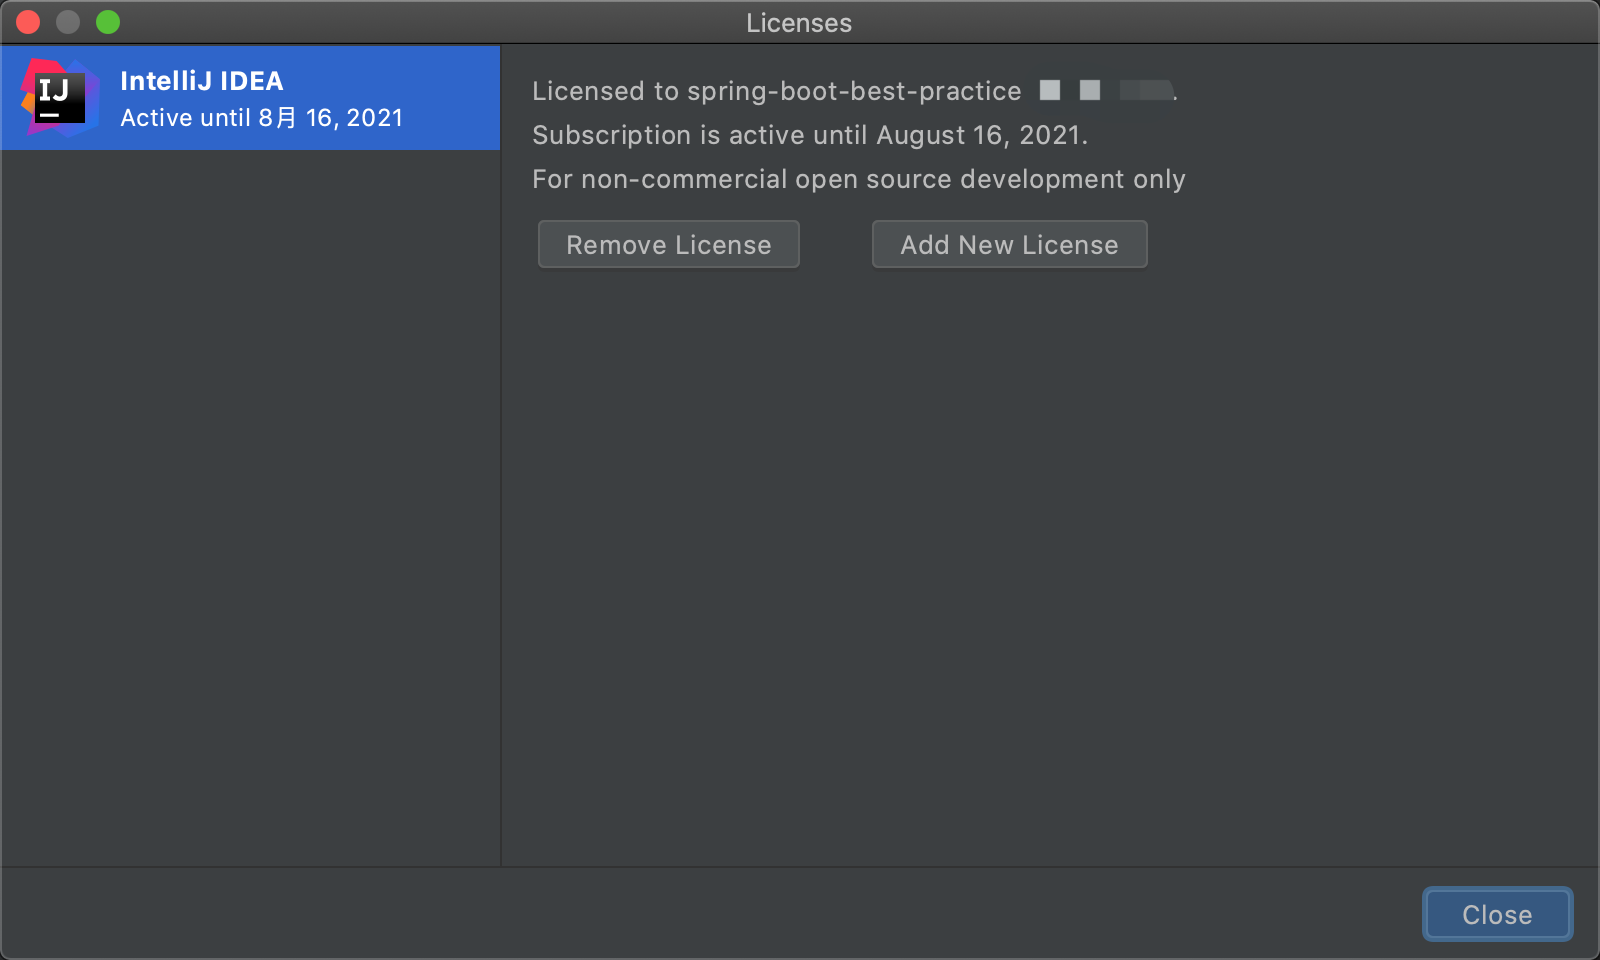 Licenses
IJ
IntelliJ IDEA
Active until 8月 16, 2021
Licensed to spring-boot-best-practice .
Subscription is active until August 16, 2021.
For non-commercial open source development only
Remove License
Add New License
Close